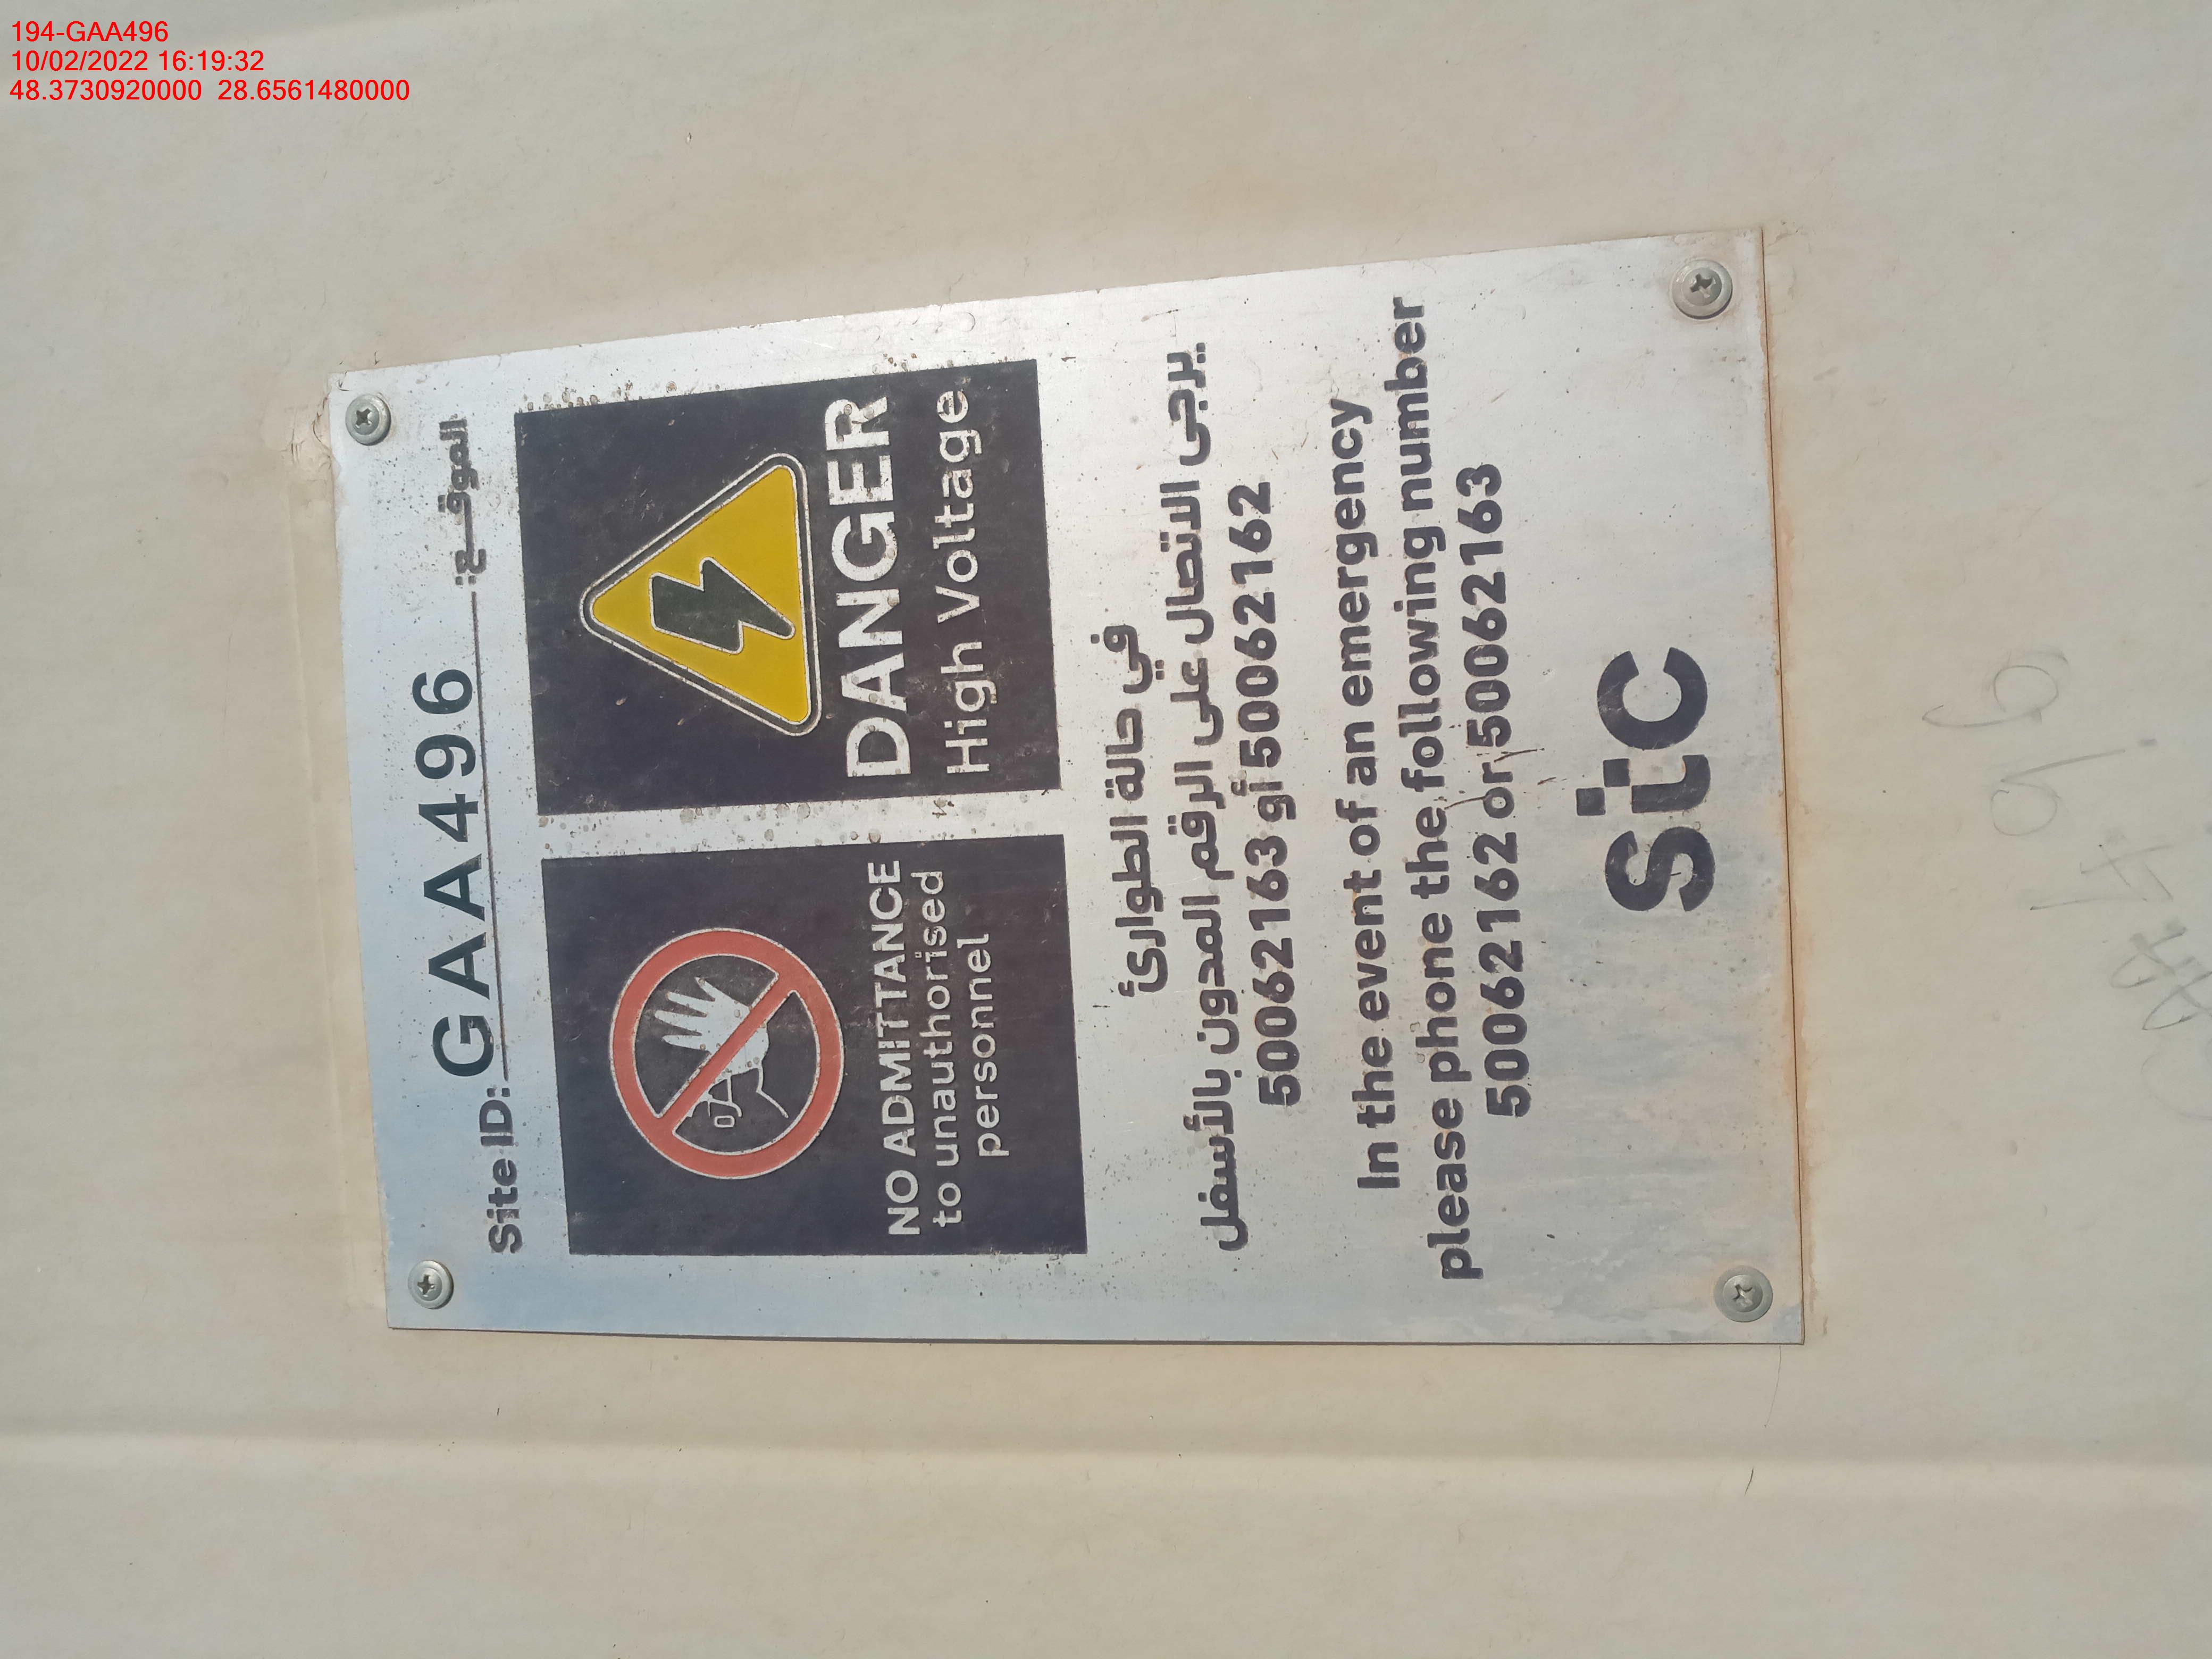 194-GAA496
10/02/2022 16:19:32
48.3730920000 28.6561480000
Site ID: GAA496 الموقـع:
NO ADMITTANCE
to unauthorised
personnel
DANGER
High Voltage
في حالة الطوارئ
يرجى الاتصال على الرقم المدون بالأسفل
50062163 أو 50062162
In the event of an emergency
please phone the following number
50062162 or 50062163
stc